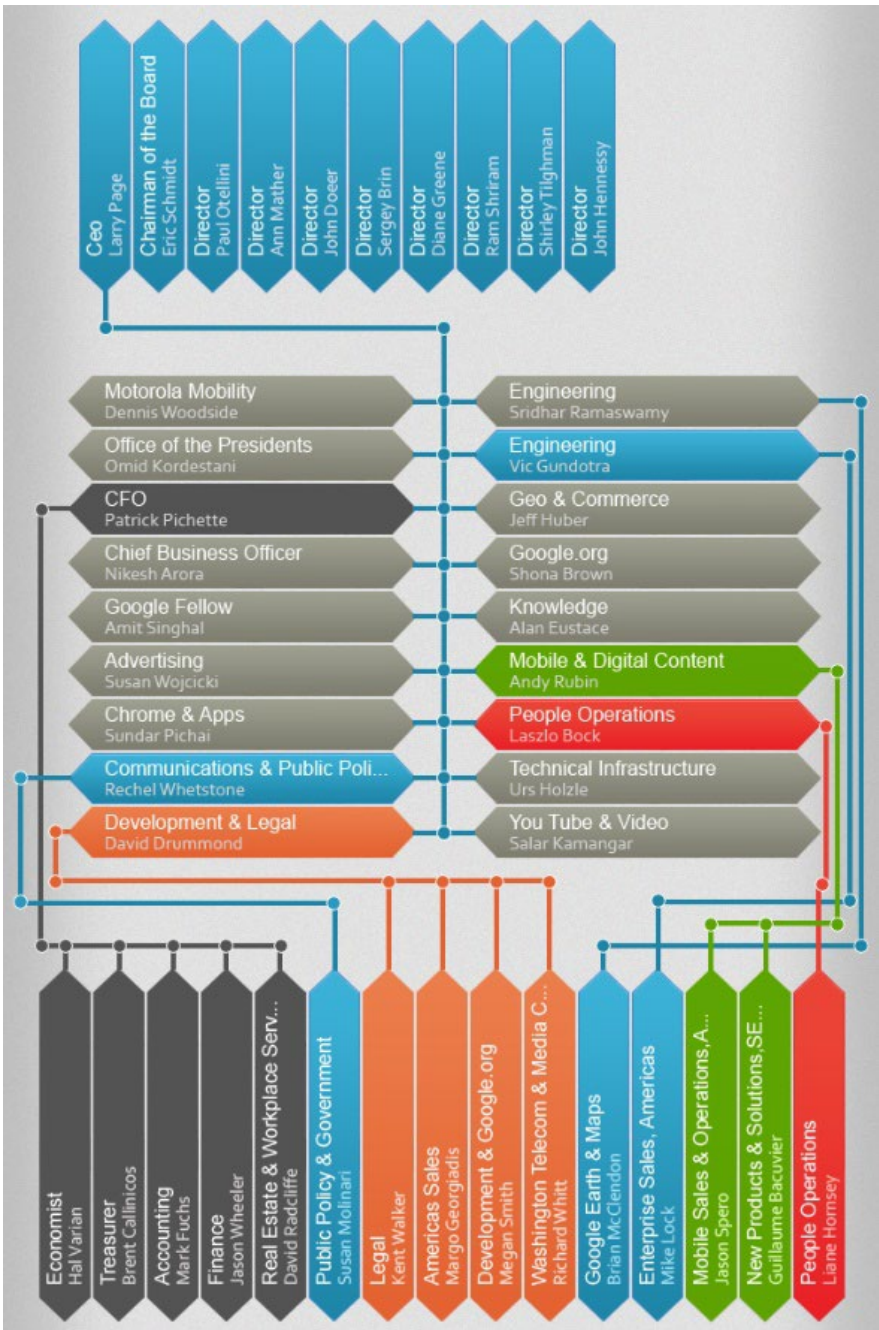 Ceo
Larry Page
Chairman of the Board
Eric Schmidt
Director
Paul Otellini
Director
Ann Mather
Director
John Doeer
Director
Sergey Brin
Director
Diane Greene
Director
Ram Shriram
Director
Shirley Tilghman
Director
John Hennessy
Motorola Mobility
Dennis Woodside
Engineering
Sridhar Ramaswamy
Office of the Presidents
Omid Kordestani
Engineering
Vic Gundotra
CFO
Patrick Pichette
Geo & Commerce
Jeff Huber
Chief Business Officer
Nikesh Arora
Google.org
Shona Brown
Google Fellow
Amit Singhal
Knowledge
Alan Eustace
Advertising
Susan Wojcicki
Mobile & Digital Content
Andy Rubin
Chrome & Apps
Sundar Pichai
People Operations
Laszlo Bock
Communications & Public Poli...
Rechel Whetstone
Technical Infrastructure
Urs Holzle
Development & Legal
David Drummond
You Tube & Video
Salar Kamangar
Economist
Hal Varian
Treasurer
Brent Callinicos
Accounting
Mark Fuchs
Finance
Jason Wheeler
Real Estate & Workplace Serv...
David Radcliffe
Public Policy & Government
Susan Molinari
Legal
Kent Walker
Americas Sales
Margo Georgiadis
Development & Google.org
Megan Smith
Washington Telecom & Media C...
Richard Whitt
Google Earth & Maps
Brian McClendon
Enterprise Sales, Americas
Mike Lock
Mobile Sales & Operations,A...
Jason Spero
New Products & Solutions,SE...
Guillaume Bacuvier
People Operations
Liane Hornsey